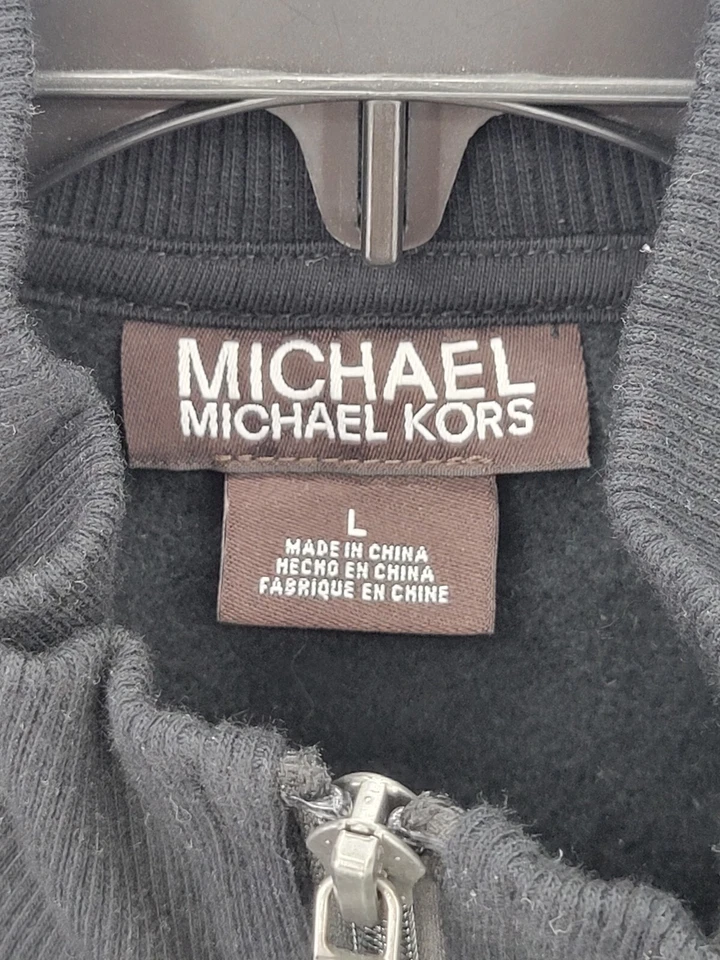 MICHAEL
MICHAEL KORS
L
MADE IN CHINA
HECHO EN CHINA
FABRIQUE EN CHINE